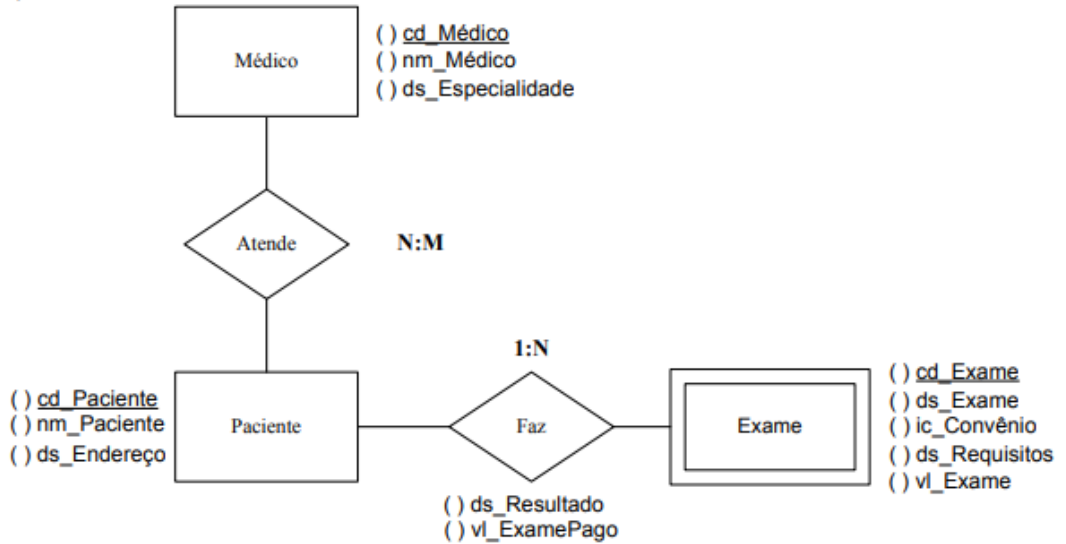 Médico
( ) cd_Médico
( ) nm_Médico
( ) ds_Especialidade
Atende
N:M
1:N
( ) cd_Paciente
( ) nm_Paciente
( ) ds_Endereço
Paciente
Faz
Exame
( ) cd_Exame
( ) ds_Exame
( ) ic_Convênio
( ) ds_Requisitos
( ) vl_Exame
( ) ds_Resultado
( ) vl_ExamePago